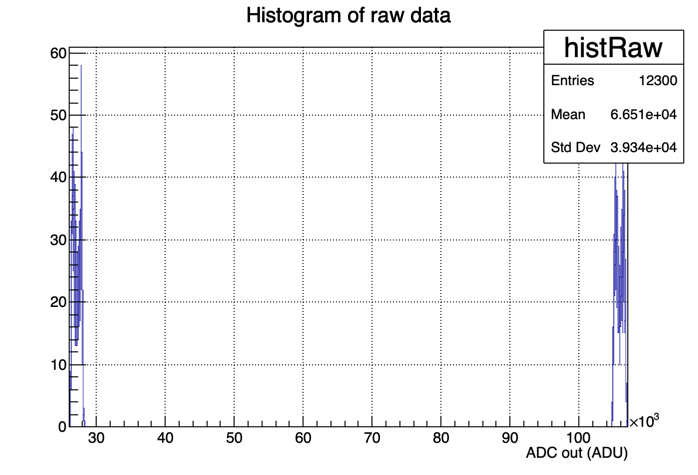 Histogram of raw data
histRaw
Entries 12300
Mean 6.651e+04
Std Dev 3.934e+04
60
50
40
30
20
10
0
30 40 50 60 70 80 90 100
×10³
ADC out (ADU)